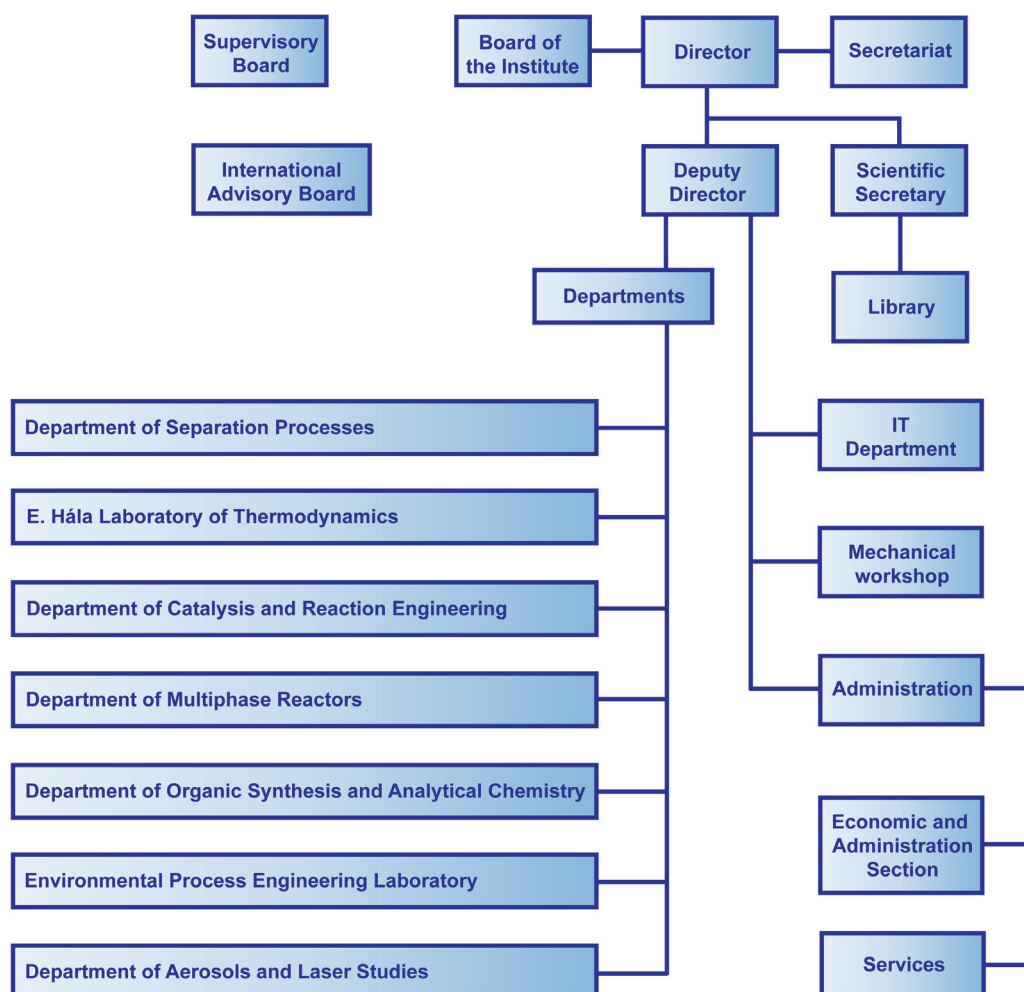 Supervisory
Board
Board of
the Institute
Director
Secretariat
International
Advisory Board
Deputy
Director
Scientific
Secretary
Departments
Library
Department of Separation Processes
IT
Department
E. Hála Laboratory of Thermodynamics
Mechanical
workshop
Department of Catalysis and Reaction Engineering
Department of Multiphase Reactors
Administration
Department of Organic Synthesis and Analytical Chemistry
Economic and
Administration
Section
Environmental Process Engineering Laboratory
Department of Aerosols and Laser Studies
Services